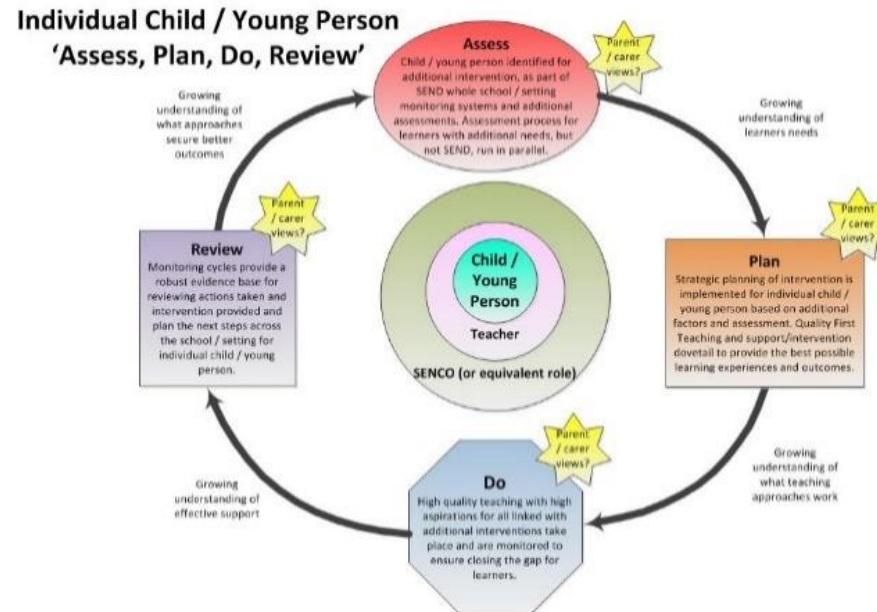 Individual Child / Young Person
'Assess, Plan, Do, Review'
Assess
Child / young person identified for
additional intervention, as part of
SEND whole school / setting
monitoring systems and additional
assessments. Assessment process for
learners with additional needs, but
not SEND, run in parallel.
Parent
/ carer
views?
Growing
understanding of
learners needs
Parent
/ carer
views?
Plan
Strategic planning of intervention is
implemented for individual child /
young person based on additional
factors and assessment. Quality First
Teaching and support/intervention
dovetail to provide the best possible
learning experiences and outcomes.
Growing
understanding of
what teaching
approaches work
Parent
/ carer
views?
Do
High quality teaching with high
aspirations for all linked with
additional interventions take
place and are monitored to
ensure closing the gap for
learners.
Growing
understanding of
effective support
Parent
/ carer
views?
Review
Monitoring cycles provide a
robust evidence base for
reviewing actions taken and
intervention provided and
plan the next steps across
the school / setting for
individual child / young
person.
Growing
understanding of
what approaches
secure better
outcomes
Child /
Young
Person
Teacher
SENCO (or equivalent role)